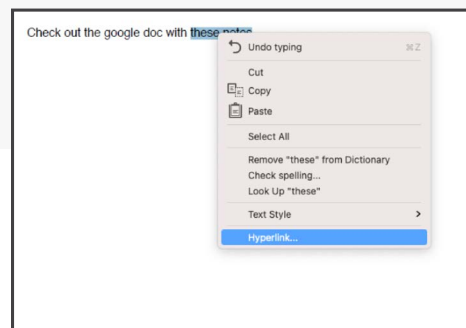 Check out the google doc with these notes
Undo typing ⌘Z
Cut
Copy
Paste
Select All
Remove "these" from Dictionary
Check spelling...
Look Up "these"
Text Style >
Hyperlink...